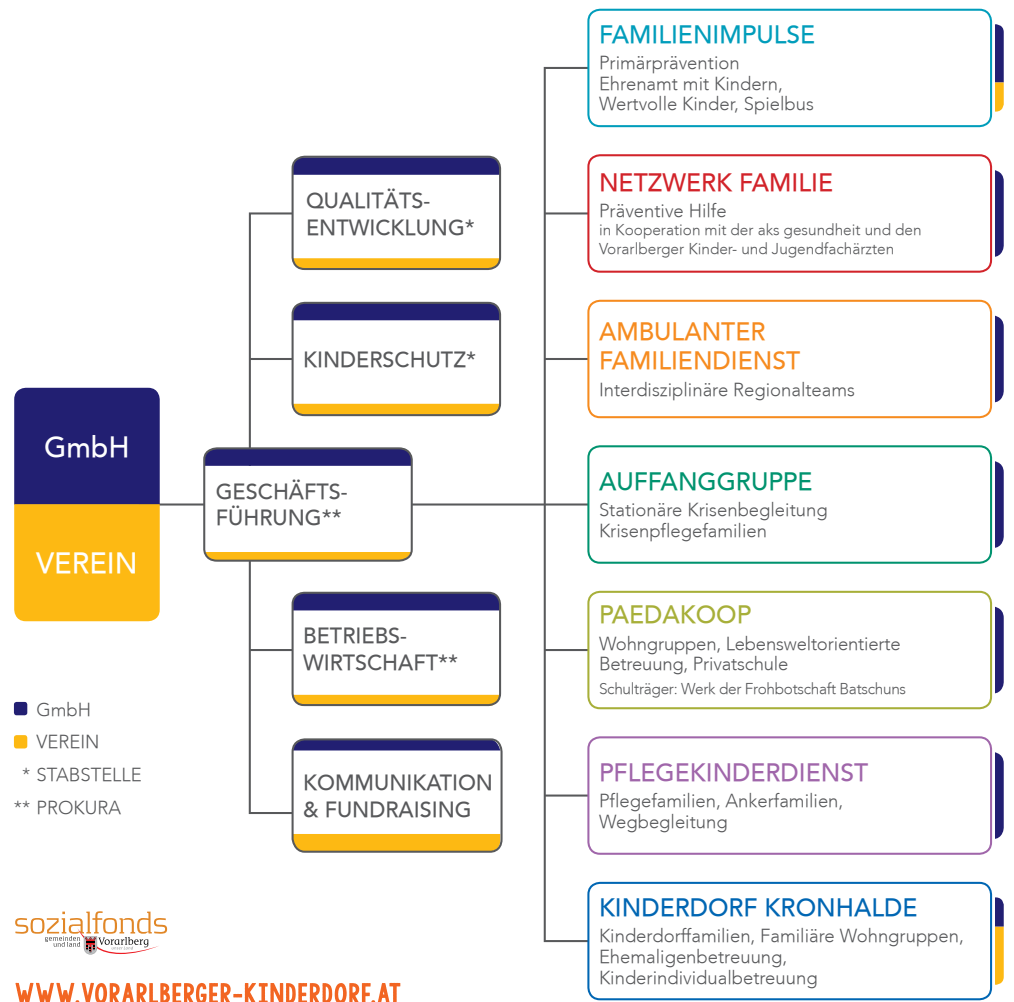 FAMILIENIMPULSE
Primärprävention
Ehrenamt mit Kindern,
Wertvolle Kinder, Spielbus
NETZWERK FAMILIE
Präventive Hilfe
in Kooperation mit der aks gesundheit und den
Vorarlberger Kinder- und Jugendfachärzten
AMBULANTER
FAMILIENDIENST
Interdisziplinäre Regionalteams
AUFFANGGRUPPE
Stationäre Krisenbegleitung
Krisenpflegefamilien
PAEDAKOOP
Wohngruppen, Lebensweltorientierte
Betreuung, Privatschule
Schulträger: Werk der Frohbotschaft Batschuns
PFLEGEKINDERDIENST
Pflegefamilien, Ankerfamilien,
Wegbegleitung
KINDERDORF KRONHALDE
Kinderdorffamilien, Familiäre Wohngruppen,
Ehemaligenbetreuung,
Kinderindividualbetreuung
QUALITÄTS-
ENTWICKLUNG*
KINDERSCHUTZ*
GESCHÄFTS-
FÜHRUNG**
BETRIEBS-
WIRTSCHAFT**
KOMMUNIKATION
& FUNDRAISING
GmbH
VEREIN
GmbH
VEREIN
* STABSTELLE
** PROKURA
sozialfonds
gemeinden
und land
Vorarlberg
WWW.VORARLBERGER-KINDERDORF.AT